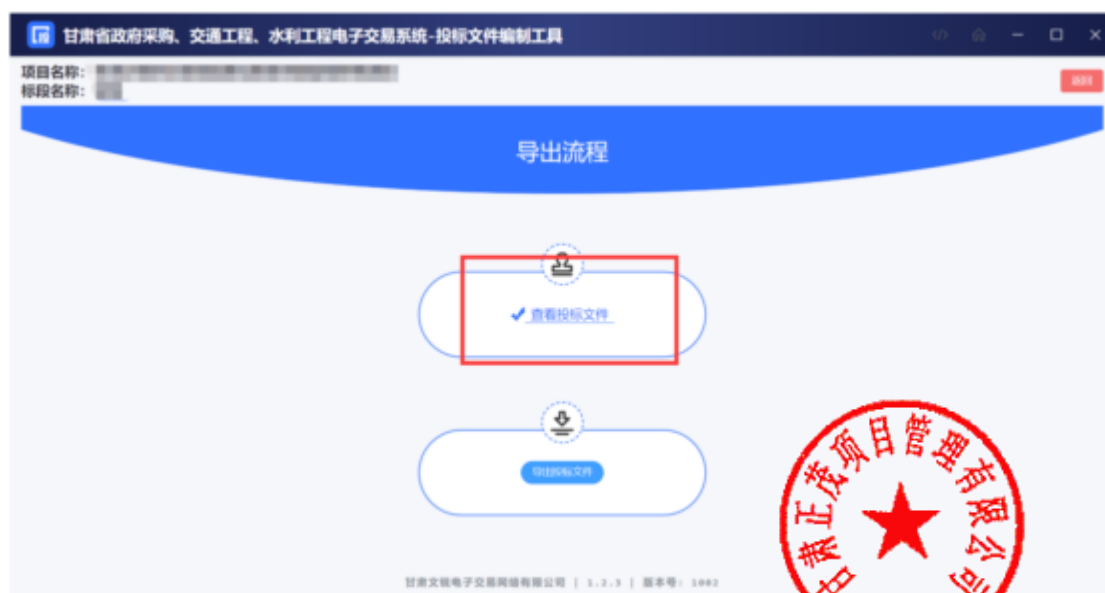 甘肃省政府采购、交通工程、水利工程电子交易系统-投标文件编制工具
项目名称：
标段名称：
返回
导出流程
查看投标文件
导出投标文件
甘肃正茂项目管理有限公司
甘肃文锐电子交易网络有限公司 | 1.2.3 | 版本号: 1002